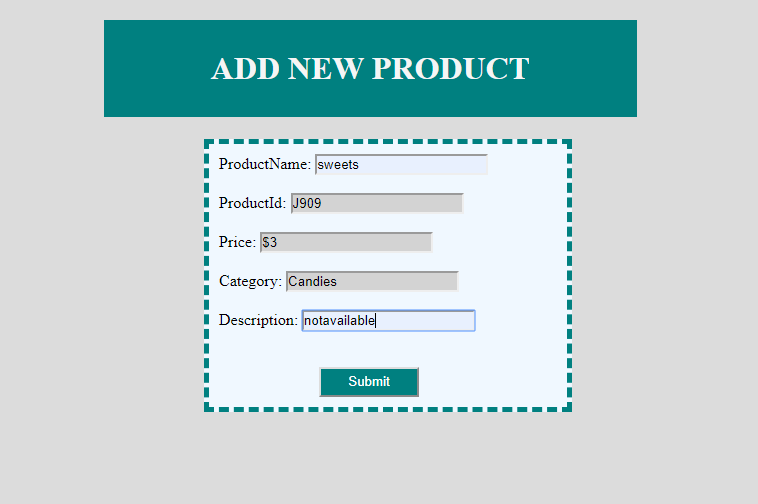 ADD NEW PRODUCT
ProductName: sweets
ProductId: J909
Price: $3
Category: Candies
Description: notavailable
Submit